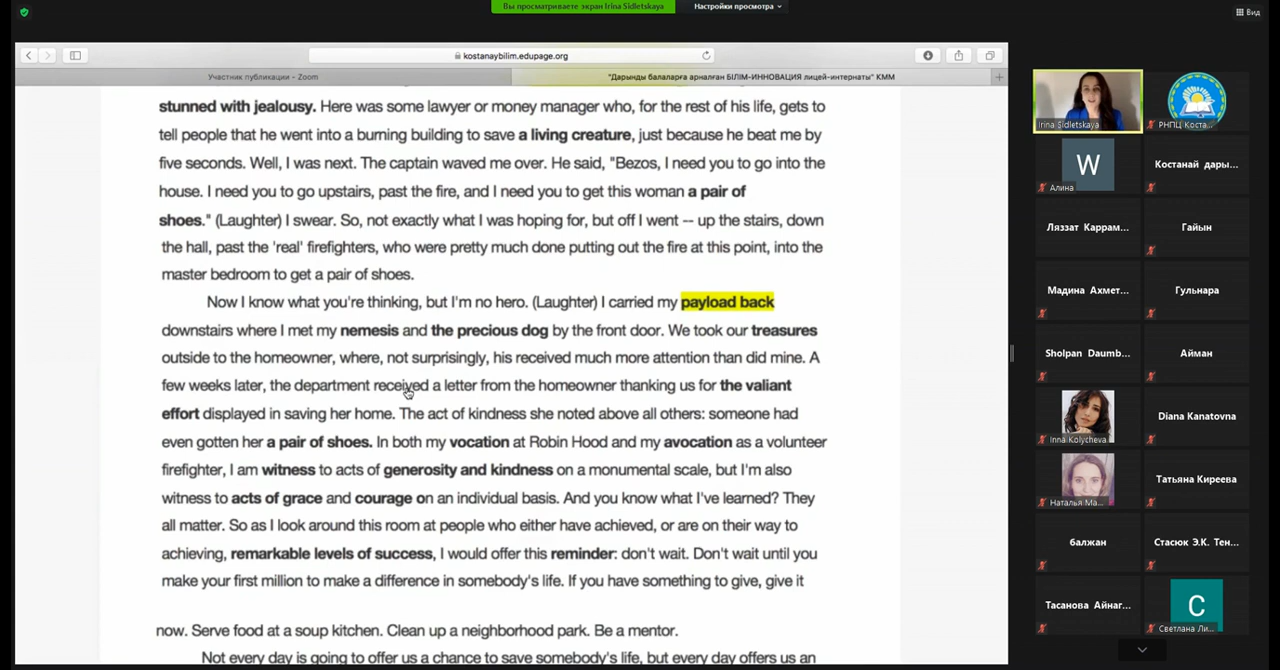 Вы просматриваете экран Irina Sidletskaya
Настройки просмотра
Вид
kostanaybilim.edupage.org
Участник публикации - Zoom
"Дарынды балаларға арналған БІЛІМ-ИННОВАЦИЯ лицей-интернаты" КММ
stunned with jealousy. Here was some lawyer or money manager who, for the rest of his life, gets to
tell people that he went into a burning building to save a living creature, just because he beat me by
five seconds. Well, I was next. The captain waved me over. He said, "Bezos, I need you to go into the
house. I need you to go upstairs, past the fire, and I need you to get this woman a pair of
shoes." (Laughter) I swear. So, not exactly what I was hoping for, but off I went -- up the stairs, down
the hall, past the 'real' firefighters, who were pretty much done putting out the fire at this point, into the
master bedroom to get a pair of shoes.
Now I know what you're thinking, but I'm no hero. (Laughter) I carried my payload back
downstairs where I met my nemesis and the precious dog by the front door. We took our treasures
outside to the homeowner, where, not surprisingly, his received much more attention than did mine. A
few weeks later, the department received a letter from the homeowner thanking us for the valiant
effort displayed in saving her home. The act of kindness she noted above all others: someone had
even gotten her a pair of shoes. In both my vocation at Robin Hood and my avocation as a volunteer
firefighter, I am witness to acts of generosity and kindness on a monumental scale, but I'm also
witness to acts of grace and courage on an individual basis. And you know what I've learned? They
all matter. So as I look around this room at people who either have achieved, or are on their way to
achieving, remarkable levels of success, I would offer this reminder: don't wait. Don't wait until you
make your first million to make a difference in somebody's life. If you have something to give, give it
now. Serve food at a soup kitchen. Clean up a neighborhood park. Be a mentor.
Not every day is going to offer us a chance to save somebody's life, but every day offers us an
Irina Sidletskaya
РНПЦ Коста...
W
Алина
Костанай дары...
Ляззат Каррам...
Гайын
Мадина Ахмет...
Гульнара
Sholpan Daumb...
Айман
Inna Kolycheva
Diana Kanatovna
Наталья Ма...
Татьяна Киреева
балжан
Стасюк Э.К. Тен...
Тасанова Айнаг...
С
Светлана Ли...